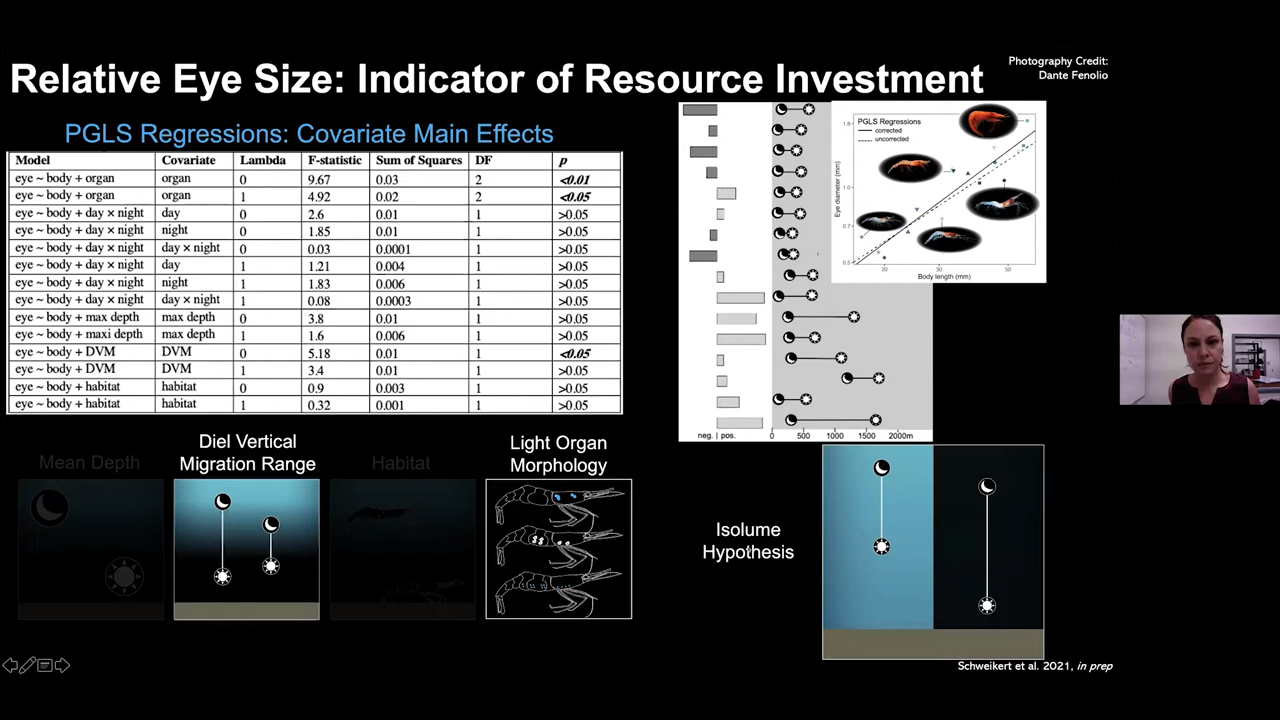 Relative Eye Size: Indicator of Resource Investment
Photography Credit:
Dante Fenolio
PGLS Regressions: Covariate Main Effects
Model Covariate Lambda F-statistic Sum of Squares DF p
eye ~ body + organ organ 0 9.67 0.03 2 <0.01
eye ~ body + organ organ 1 4.92 0.02 2 <0.05
eye ~ body + day × night day 0 2.6 0.01 1 >0.05
eye ~ body + day × night night 0 1.85 0.01 1 >0.05
eye ~ body + day × night day × night 0 0.03 0.0001 1 >0.05
eye ~ body + day × night day 1 1.21 0.004 1 >0.05
eye ~ body + day × night night 1 1.83 0.006 1 >0.05
eye ~ body + day × night day × night 1 0.08 0.0003 1 >0.05
eye ~ body + max depth max depth 0 3.8 0.01 1 >0.05
eye ~ body + maxi depth max depth 1 1.6 0.006 1 >0.05
eye ~ body + DVM DVM 0 5.18 0.01 1 <0.05
eye ~ body + DVM DVM 1 3.4 0.01 1 >0.05
eye ~ body + habitat habitat 0 0.9 0.003 1 >0.05
eye ~ body + habitat habitat 1 0.32 0.001 1 >0.05
neg. | pos. 0 500 1000 1500 2000m
PGLS Regressions
corrected
uncorrected
Eye diameter (mm)
1.8
1.0
0.7
0.5
20 30 50
Body length (mm)
Mean Depth
Diel Vertical
Migration Range
Habitat
Light Organ
Morphology
Isolume
Hypothesis
Schweikert et al. 2021, in prep